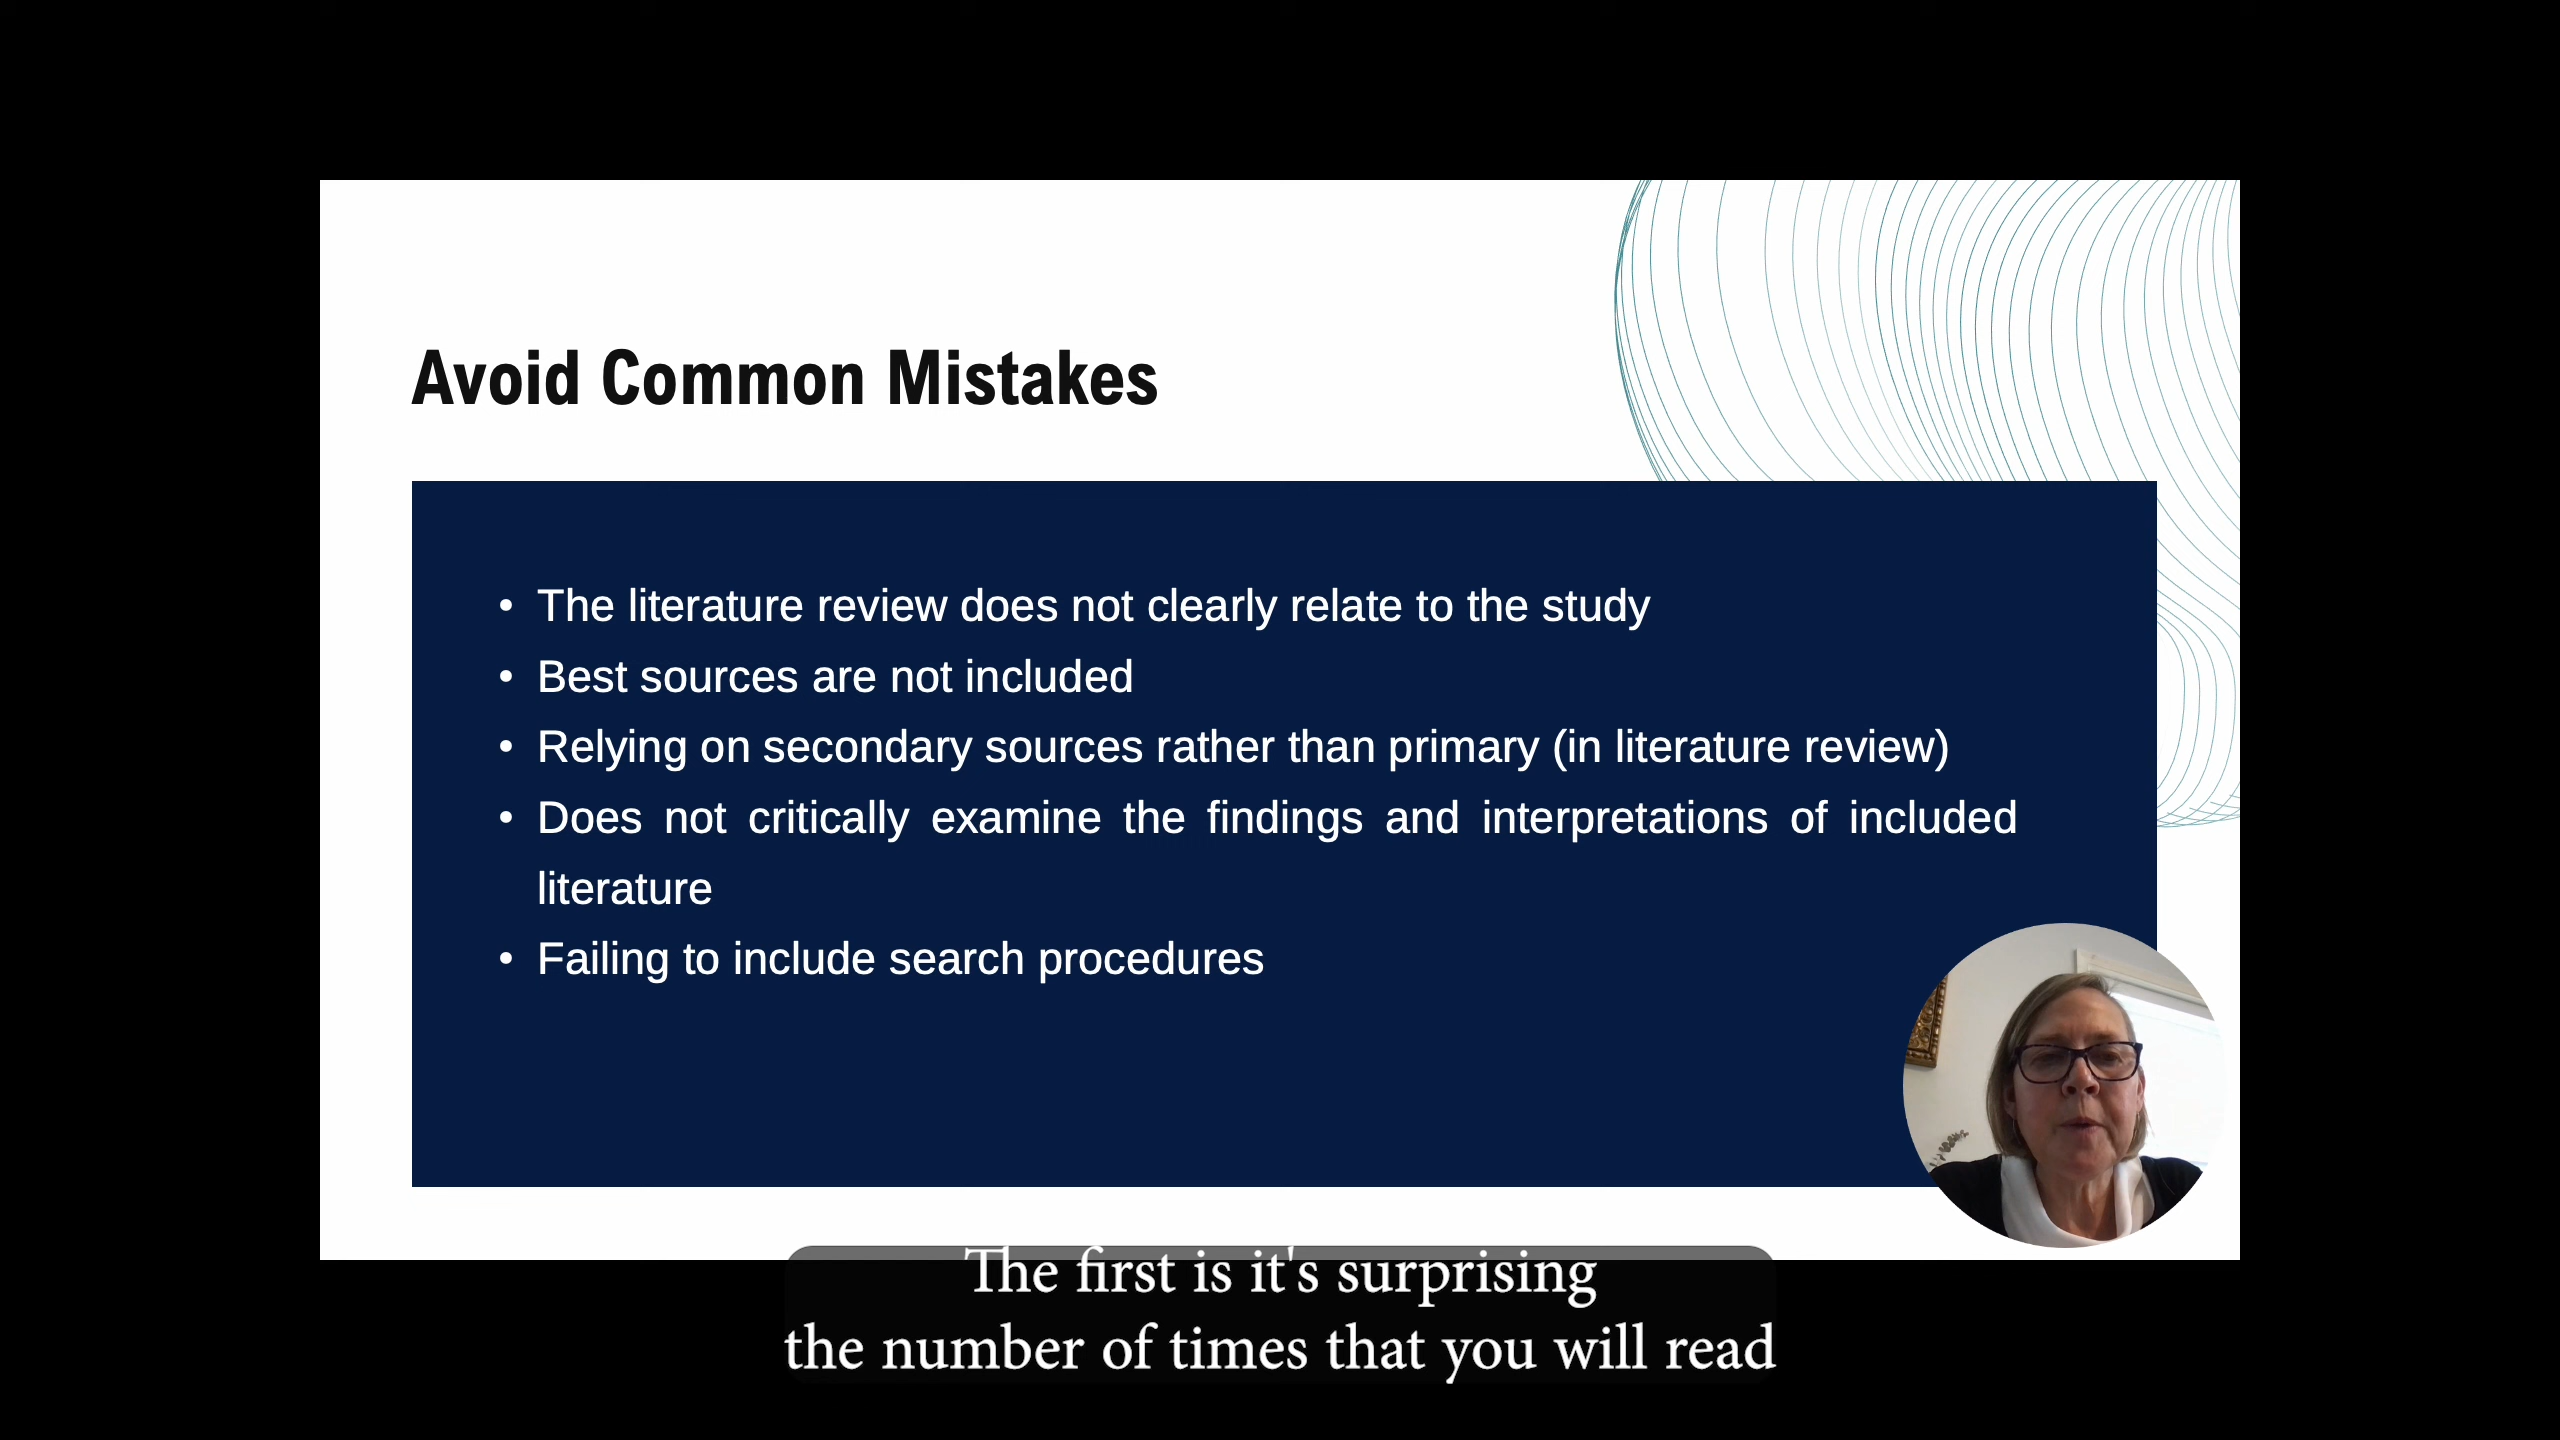 Avoid Common Mistakes
• The literature review does not clearly relate to the study
• Best sources are not included
• Relying on secondary sources rather than primary (in literature review)
• Does not critically examine the findings and interpretations of included
literature
• Failing to include search procedures
The first is it's surprising
the number of times that you will read